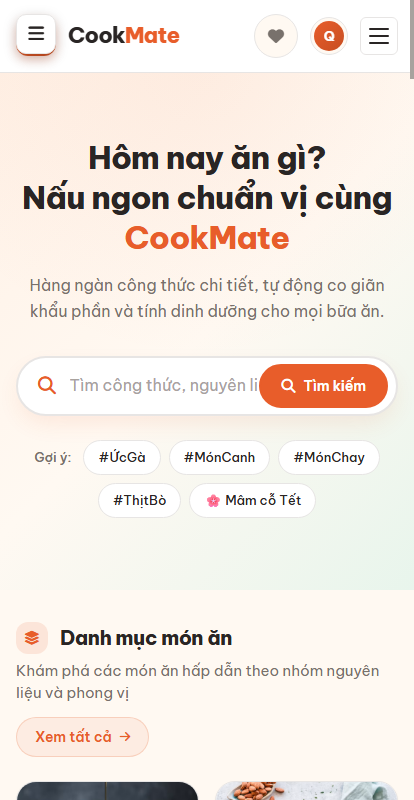 CookMate
Q
Hôm nay ăn gì?
Nấu ngon chuẩn vị cùng
CookMate
Hàng ngàn công thức chi tiết, tự động co giãn
khẩu phần và tính dinh dưỡng cho mọi bữa ăn.
Tìm công thức, nguyên li
Tìm kiếm
Gợi ý:
#ỨcGà
#MónCanh
#MónChay
#ThịtBò
🌸 Mâm cỗ Tết
Danh mục món ăn
Khám phá các món ăn hấp dẫn theo nhóm nguyên
liệu và phong vị
Xem tất cả →